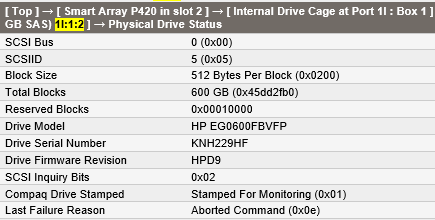 [ Top ] → [ Smart Array P420 in slot 2 ] → [ Internal Drive Cage at Port 1I : Box 1 ]
GB SAS) 1I:1:2 ] → Physical Drive Status
SCSI Bus 0 (0x00)
SCSIID 5 (0x05)
Block Size 512 Bytes Per Block (0x0200)
Total Blocks 600 GB (0x45dd2fb0)
Reserved Blocks 0x00010000
Drive Model HP EG0600FBVFP
Drive Serial Number KNH229HF
Drive Firmware Revision HPD9
SCSI Inquiry Bits 0x02
Compaq Drive Stamped Stamped For Monitoring (0x01)
Last Failure Reason Aborted Command (0x0e)